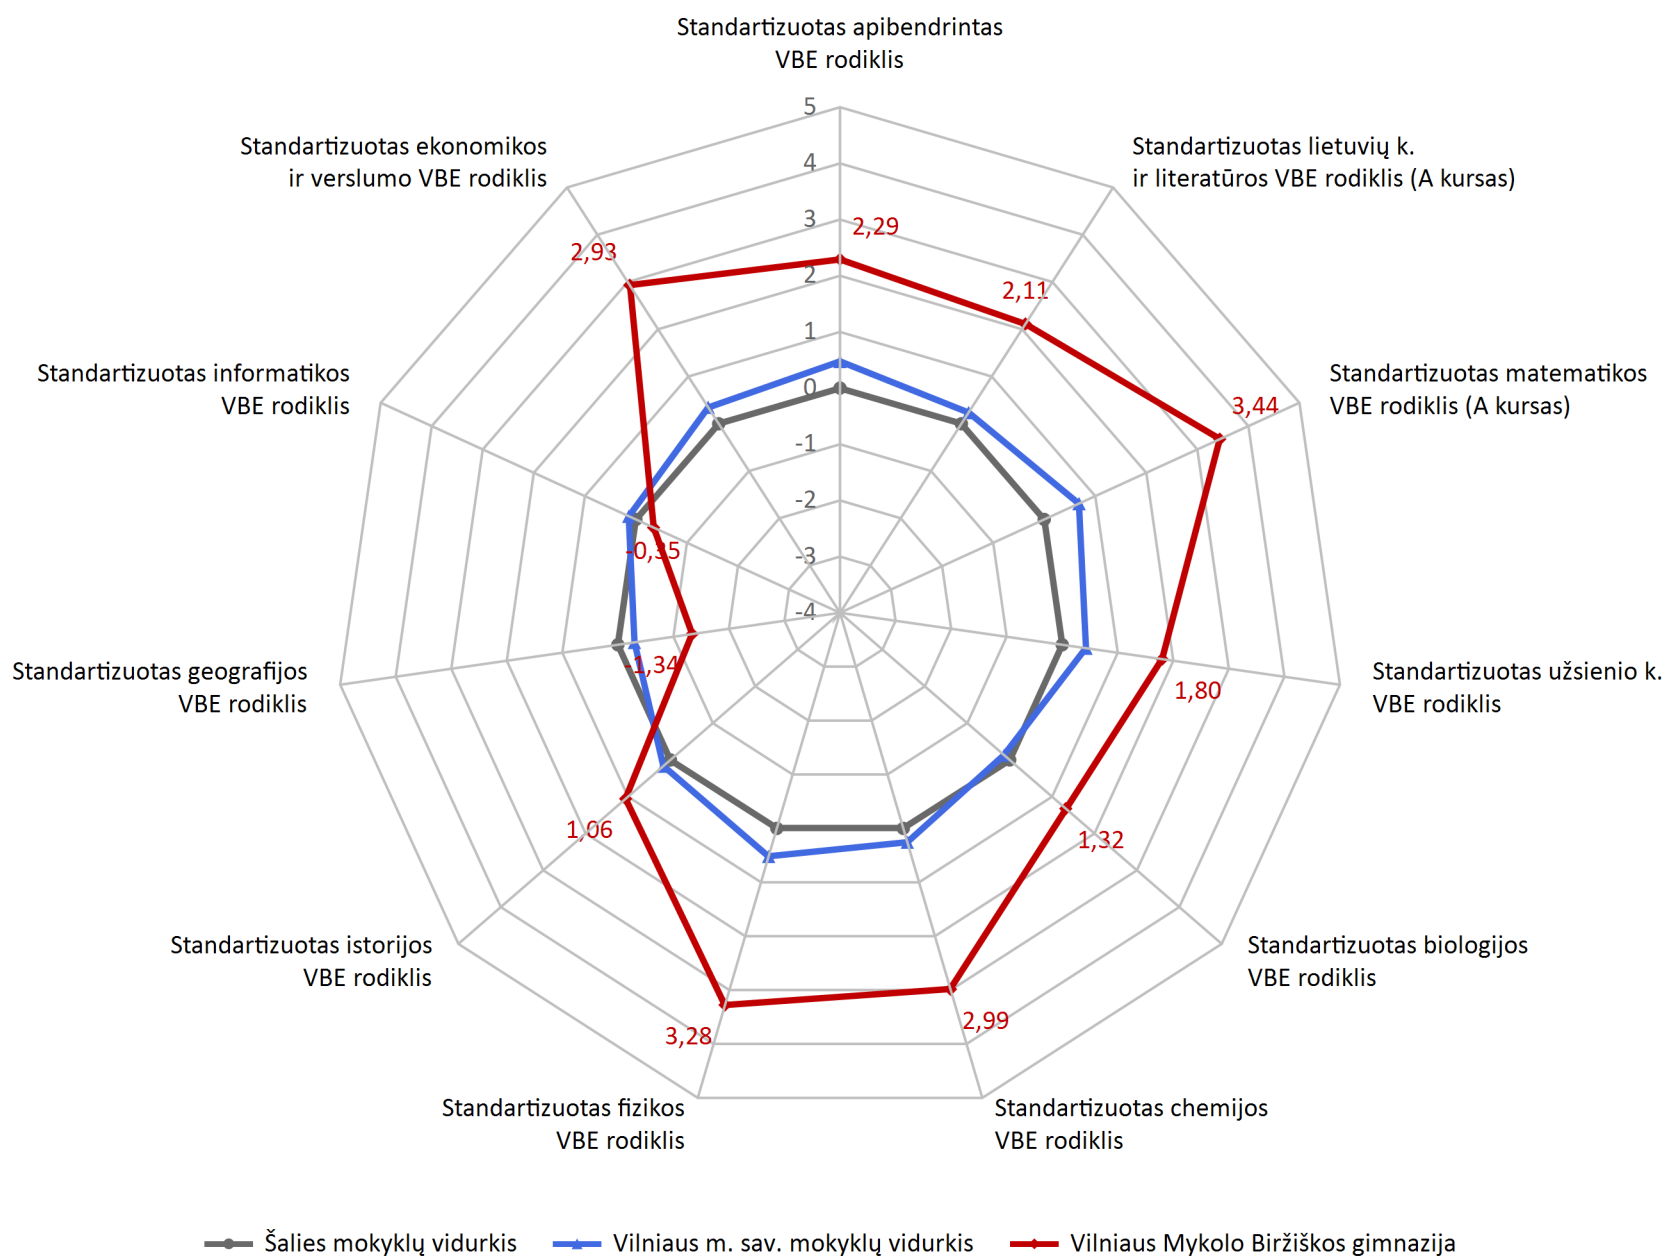 Standartizuotas apibendrintas
VBE rodiklis
Standartizuotas ekonomikos
ir verslumo VBE rodiklis
Standartizuotas lietuvių k.
ir literatūros VBE rodiklis (A kursas)
5
4
3
2
1
0
-1
-2
-3
-4
2,29
2,11
2,93
Standartizuotas informatikos
VBE rodiklis
Standartizuotas matematikos
VBE rodiklis (A kursas)
3,44
-0,35
-1,34
Standartizuotas geografijos
VBE rodiklis
Standartizuotas užsienio k.
VBE rodiklis
1,80
1,06
1,32
Standartizuotas istorijos
VBE rodiklis
Standartizuotas biologijos
VBE rodiklis
3,28
2,99
Standartizuotas fizikos
VBE rodiklis
Standartizuotas chemijos
VBE rodiklis
Šalies mokyklų vidurkis
Vilniaus m. sav. mokyklų vidurkis
Vilniaus Mykolo Biržiškos gimnazija